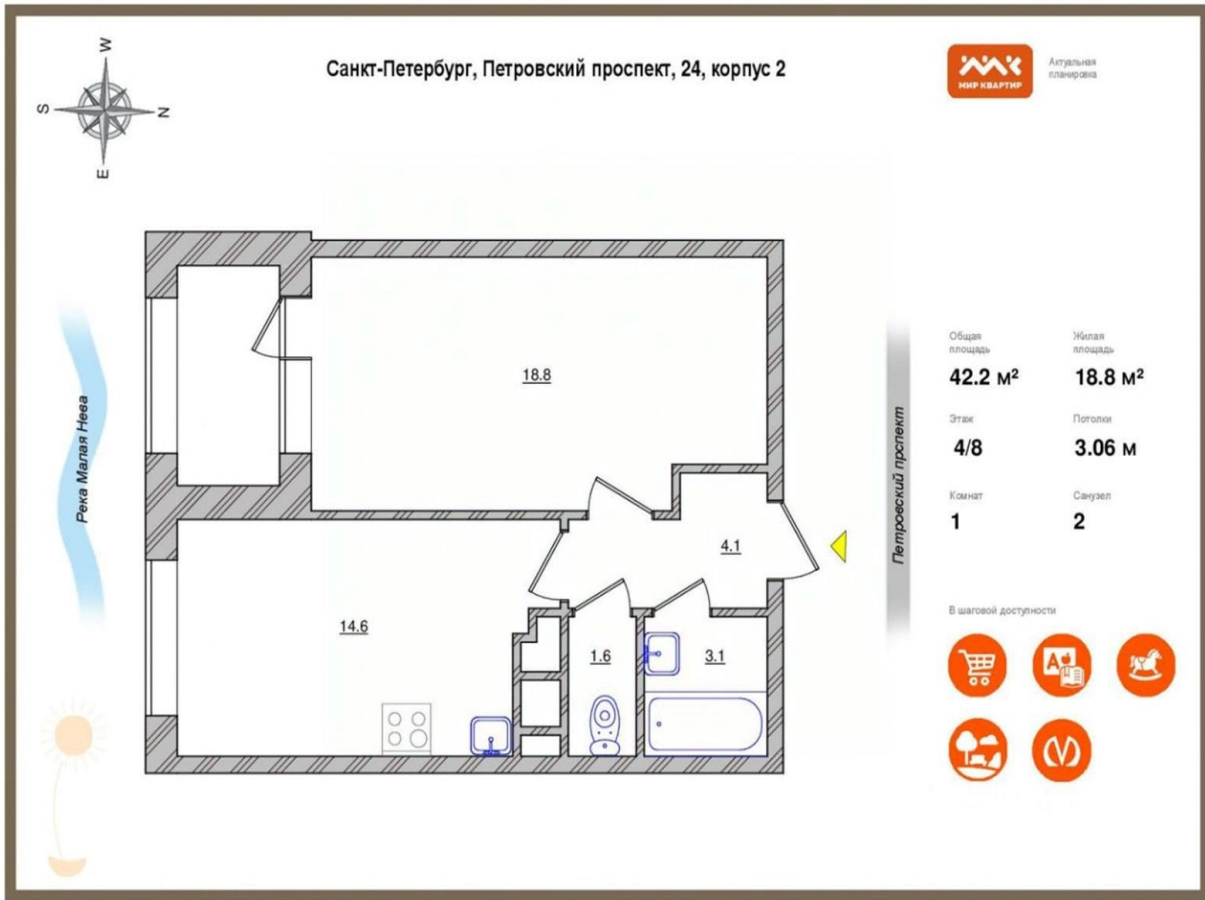 W
S
N
E
Санкт-Петербург, Петровский проспект, 24, корпус 2
МИР КВАРТИР
Актуальная
планировка
18.8
14.6
4.1
1.6
3.1
Река Малая Нева
Петровский прспект
Общая
площадь
42.2 м²
Жилая
площадь
18.8 м²
Этаж
4/8
Потолки
3.06 м
Комнат
1
Санузел
2
В шаговой доступности
А